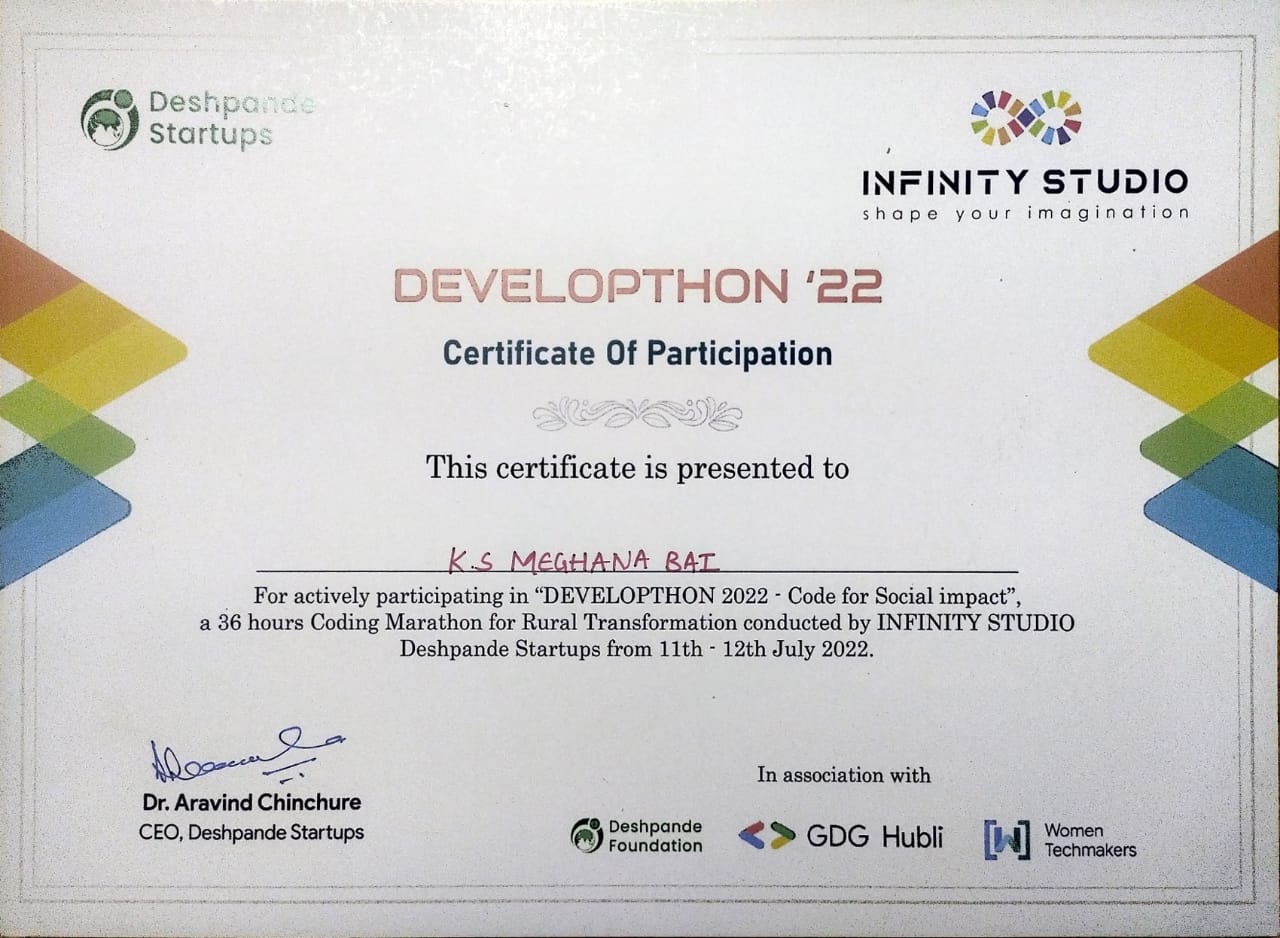 Deshpande
Startups
INFINITY STUDIO
shape your imagination
DEVELOPTHON ‘22
Certificate Of Participation
This certificate is presented to
K.S MEGHANA BAI
For actively participating in “DEVELOPTHON 2022 - Code for Social impact”,
a 36 hours Coding Marathon for Rural Transformation conducted by INFINITY STUDIO
Deshpande Startups from 11th - 12th July 2022.
Dr. Aravind Chinchure
CEO, Deshpande Startups
In association with
Deshpande
Foundation
GDG Hubli
Women
Techmakers